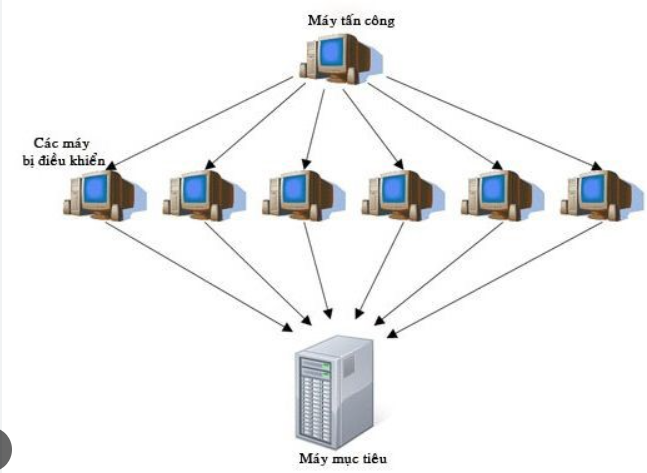 Máy tấn công
Các máy
bị điều khiển
Máy mục tiêu